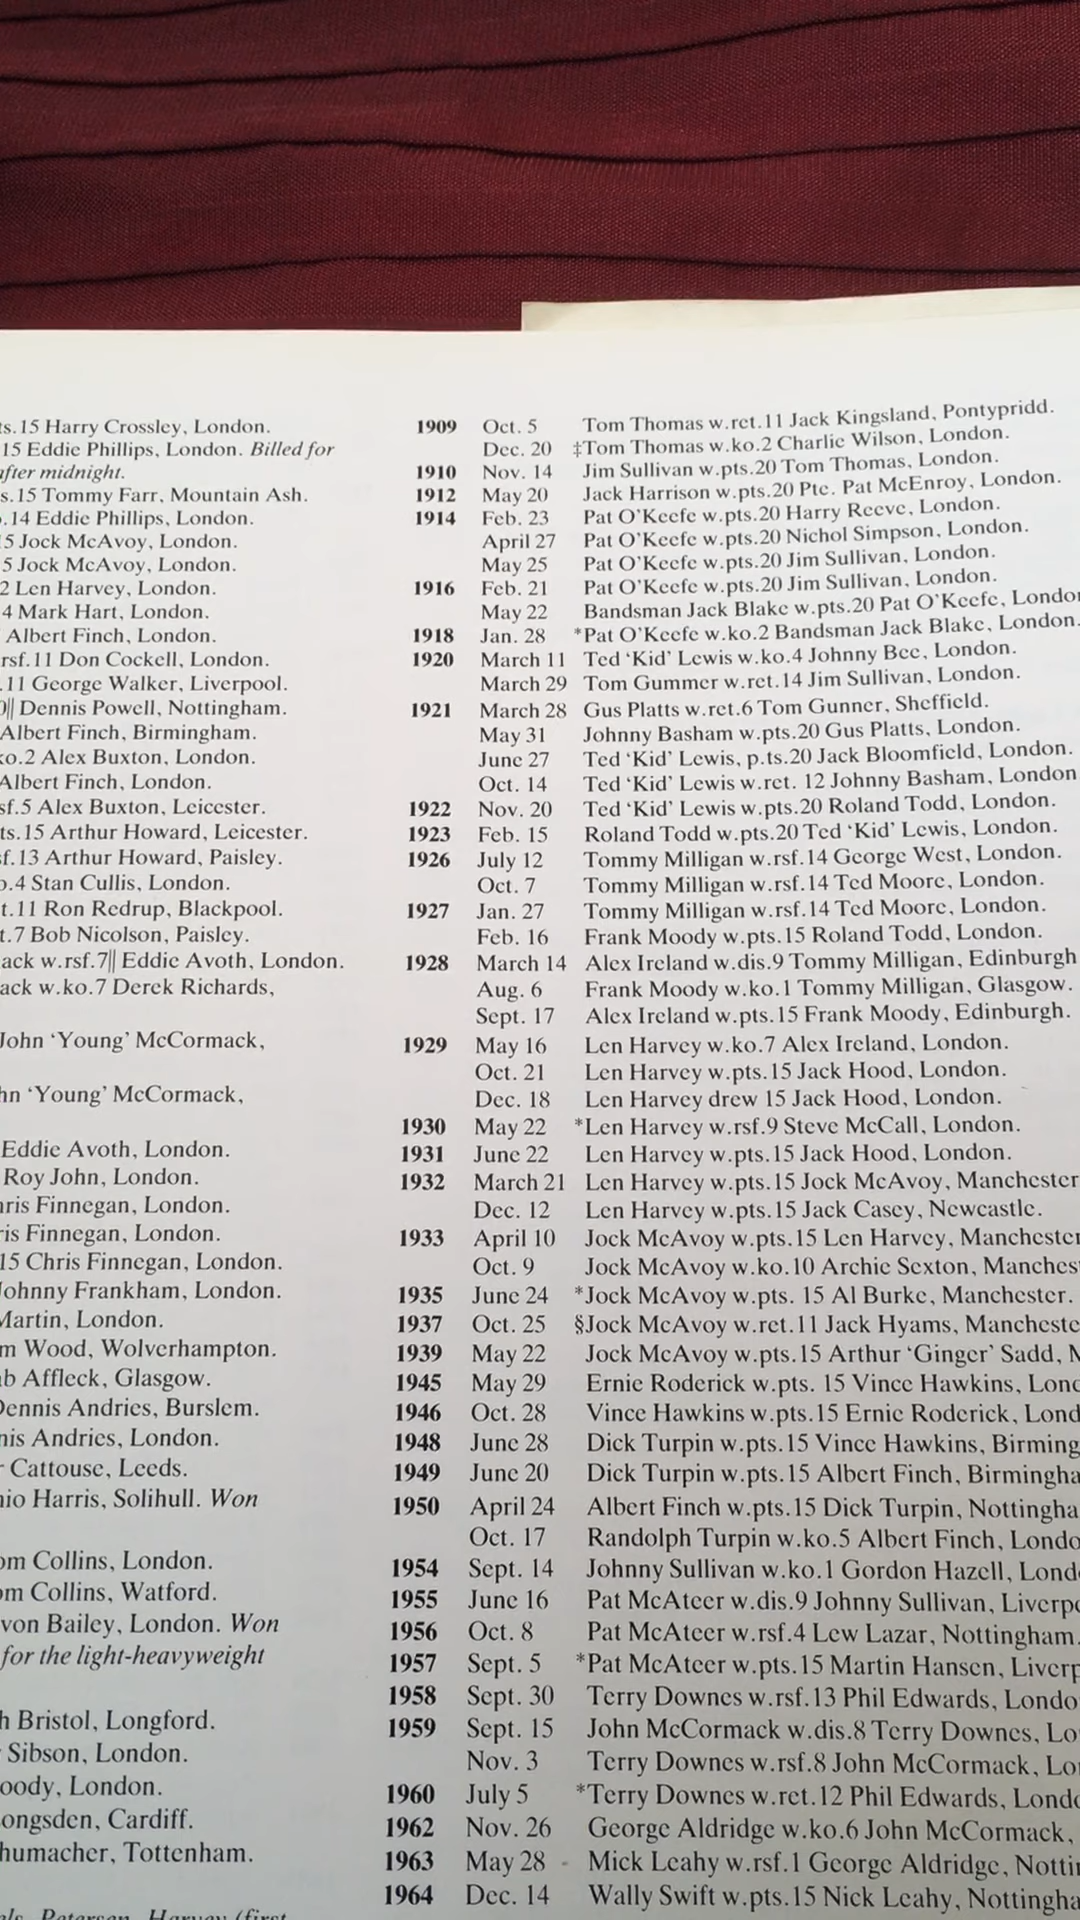 ts.15 Harry Crossley, London.
15 Eddie Phillips, London. Billed for
after midnight.
s.15 Tommy Farr, Mountain Ash.
.14 Eddie Phillips, London.
15 Jock McAvoy, London.
5 Jock McAvoy, London.
2 Len Harvey, London.
4 Mark Hart, London.
Albert Finch, London.
rsf.11 Don Cockell, London.
.11 George Walker, Liverpool.
0|| Dennis Powell, Nottingham.
Albert Finch, Birmingham.
ko.2 Alex Buxton, London.
Albert Finch, London.
sf.5 Alex Buxton, Leicester.
ts.15 Arthur Howard, Leicester.
f.13 Arthur Howard, Paisley.
o.4 Stan Cullis, London.
t.11 Ron Redrup, Blackpool.
t.7 Bob Nicolson, Paisley.
ack w.rsf.7|| Eddie Avoth, London.
ack w.ko.7 Derek Richards,
John ‘Young’ McCormack,
hn ‘Young’ McCormack,
Eddie Avoth, London.
Roy John, London.
hris Finnegan, London.
ris Finnegan, London.
15 Chris Finnegan, London.
Johnny Frankham, London.
Martin, London.
m Wood, Wolverhampton.
ab Affleck, Glasgow.
Dennis Andries, Burslem.
nis Andries, London.
r Cattouse, Leeds.
nio Harris, Solihull. Won
om Collins, London.
om Collins, Watford.
von Bailey, London. Won
for the light-heavyweight
h Bristol, Longford.
Sibson, London.
oody, London.
ongsden, Cardiff.
humacher, Tottenham.
1909 Oct. 5 Tom Thomas w.ret.11 Jack Kingsland, Pontypridd.
Dec. 20 ‡Tom Thomas w.ko.2 Charlie Wilson, London.
1910 Nov. 14 Jim Sullivan w.pts.20 Tom Thomas, London.
1912 May 20 Jack Harrison w.pts.20 Ptc. Pat McEnroy, London.
1914 Feb. 23 Pat O’Keefe w.pts.20 Harry Reeve, London.
April 27 Pat O’Keefe w.pts.20 Nichol Simpson, London.
May 25 Pat O’Keefe w.pts.20 Jim Sullivan, London.
1916 Feb. 21 Pat O’Keefe w.pts.20 Jim Sullivan, London.
May 22 Bandsman Jack Blake w.pts.20 Pat O’Keefe, London
1918 Jan. 28 *Pat O’Keefe w.ko.2 Bandsman Jack Blake, London.
1920 March 11 Ted ‘Kid’ Lewis w.ko.4 Johnny Bee, London.
March 29 Tom Gummer w.ret.14 Jim Sullivan, London.
1921 March 28 Gus Platts w.ret.6 Tom Gunner, Sheffield.
May 31 Johnny Basham w.pts.20 Gus Platts, London.
June 27 Ted ‘Kid’ Lewis, p.ts.20 Jack Bloomfield, London.
Oct. 14 Ted ‘Kid’ Lewis w.ret. 12 Johnny Basham, London
1922 Nov. 20 Ted ‘Kid’ Lewis w.pts.20 Roland Todd, London.
1923 Feb. 15 Roland Todd w.pts.20 Ted ‘Kid’ Lewis, London.
1926 July 12 Tommy Milligan w.rsf.14 George West, London.
Oct. 7 Tommy Milligan w.rsf.14 Ted Moore, London.
1927 Jan. 27 Tommy Milligan w.rsf.14 Ted Moore, London.
Feb. 16 Frank Moody w.pts.15 Roland Todd, London.
1928 March 14 Alex Ireland w.dis.9 Tommy Milligan, Edinburgh
Aug. 6 Frank Moody w.ko.1 Tommy Milligan, Glasgow.
Sept. 17 Alex Ireland w.pts.15 Frank Moody, Edinburgh.
1929 May 16 Len Harvey w.ko.7 Alex Ireland, London.
Oct. 21 Len Harvey w.pts.15 Jack Hood, London.
Dec. 18 Len Harvey drew 15 Jack Hood, London.
1930 May 22 *Len Harvey w.rsf.9 Steve McCall, London.
1931 June 22 Len Harvey w.pts.15 Jack Hood, London.
1932 March 21 Len Harvey w.pts.15 Jock McAvoy, Manchester
Dec. 12 Len Harvey w.pts.15 Jack Casey, Newcastle.
1933 April 10 Jock McAvoy w.pts.15 Len Harvey, Manchester
Oct. 9 Jock McAvoy w.ko.10 Archie Sexton, Manches
1935 June 24 *Jock McAvoy w.pts. 15 Al Burke, Manchester.
1937 Oct. 25 §Jock McAvoy w.ret.11 Jack Hyams, Mancheste
1939 May 22 Jock McAvoy w.pts.15 Arthur ‘Ginger’ Sadd, M
1945 May 29 Ernie Roderick w.pts. 15 Vince Hawkins, Lond
1946 Oct. 28 Vince Hawkins w.pts.15 Ernie Roderick, Lond
1948 June 28 Dick Turpin w.pts.15 Vince Hawkins, Birming
1949 June 20 Dick Turpin w.pts.15 Albert Finch, Birmingha
1950 April 24 Albert Finch w.pts.15 Dick Turpin, Nottingha
Oct. 17 Randolph Turpin w.ko.5 Albert Finch, Londo
1954 Sept. 14 Johnny Sullivan w.ko.1 Gordon Hazell, Lond
1955 June 16 Pat McAteer w.dis.9 Johnny Sullivan, Liverpo
1956 Oct. 8 Pat McAteer w.rsf.4 Lew Lazar, Nottingham.
1957 Sept. 5 *Pat McAteer w.pts.15 Martin Hansen, Liverp
1958 Sept. 30 Terry Downes w.rsf.13 Phil Edwards, Londo
1959 Sept. 15 John McCormack w.dis.8 Terry Downes, Lo
Nov. 3 Terry Downes w.rsf.8 John McCormack, Lo
1960 July 5 *Terry Downes w.ret.12 Phil Edwards, Londo
1962 Nov. 26 George Aldridge w.ko.6 John McCormack,
1963 May 28 Mick Leahy w.rsf.1 George Aldridge, Notti
1964 Dec. 14 Wally Swift w.pts.15 Nick Leahy, Nottingha